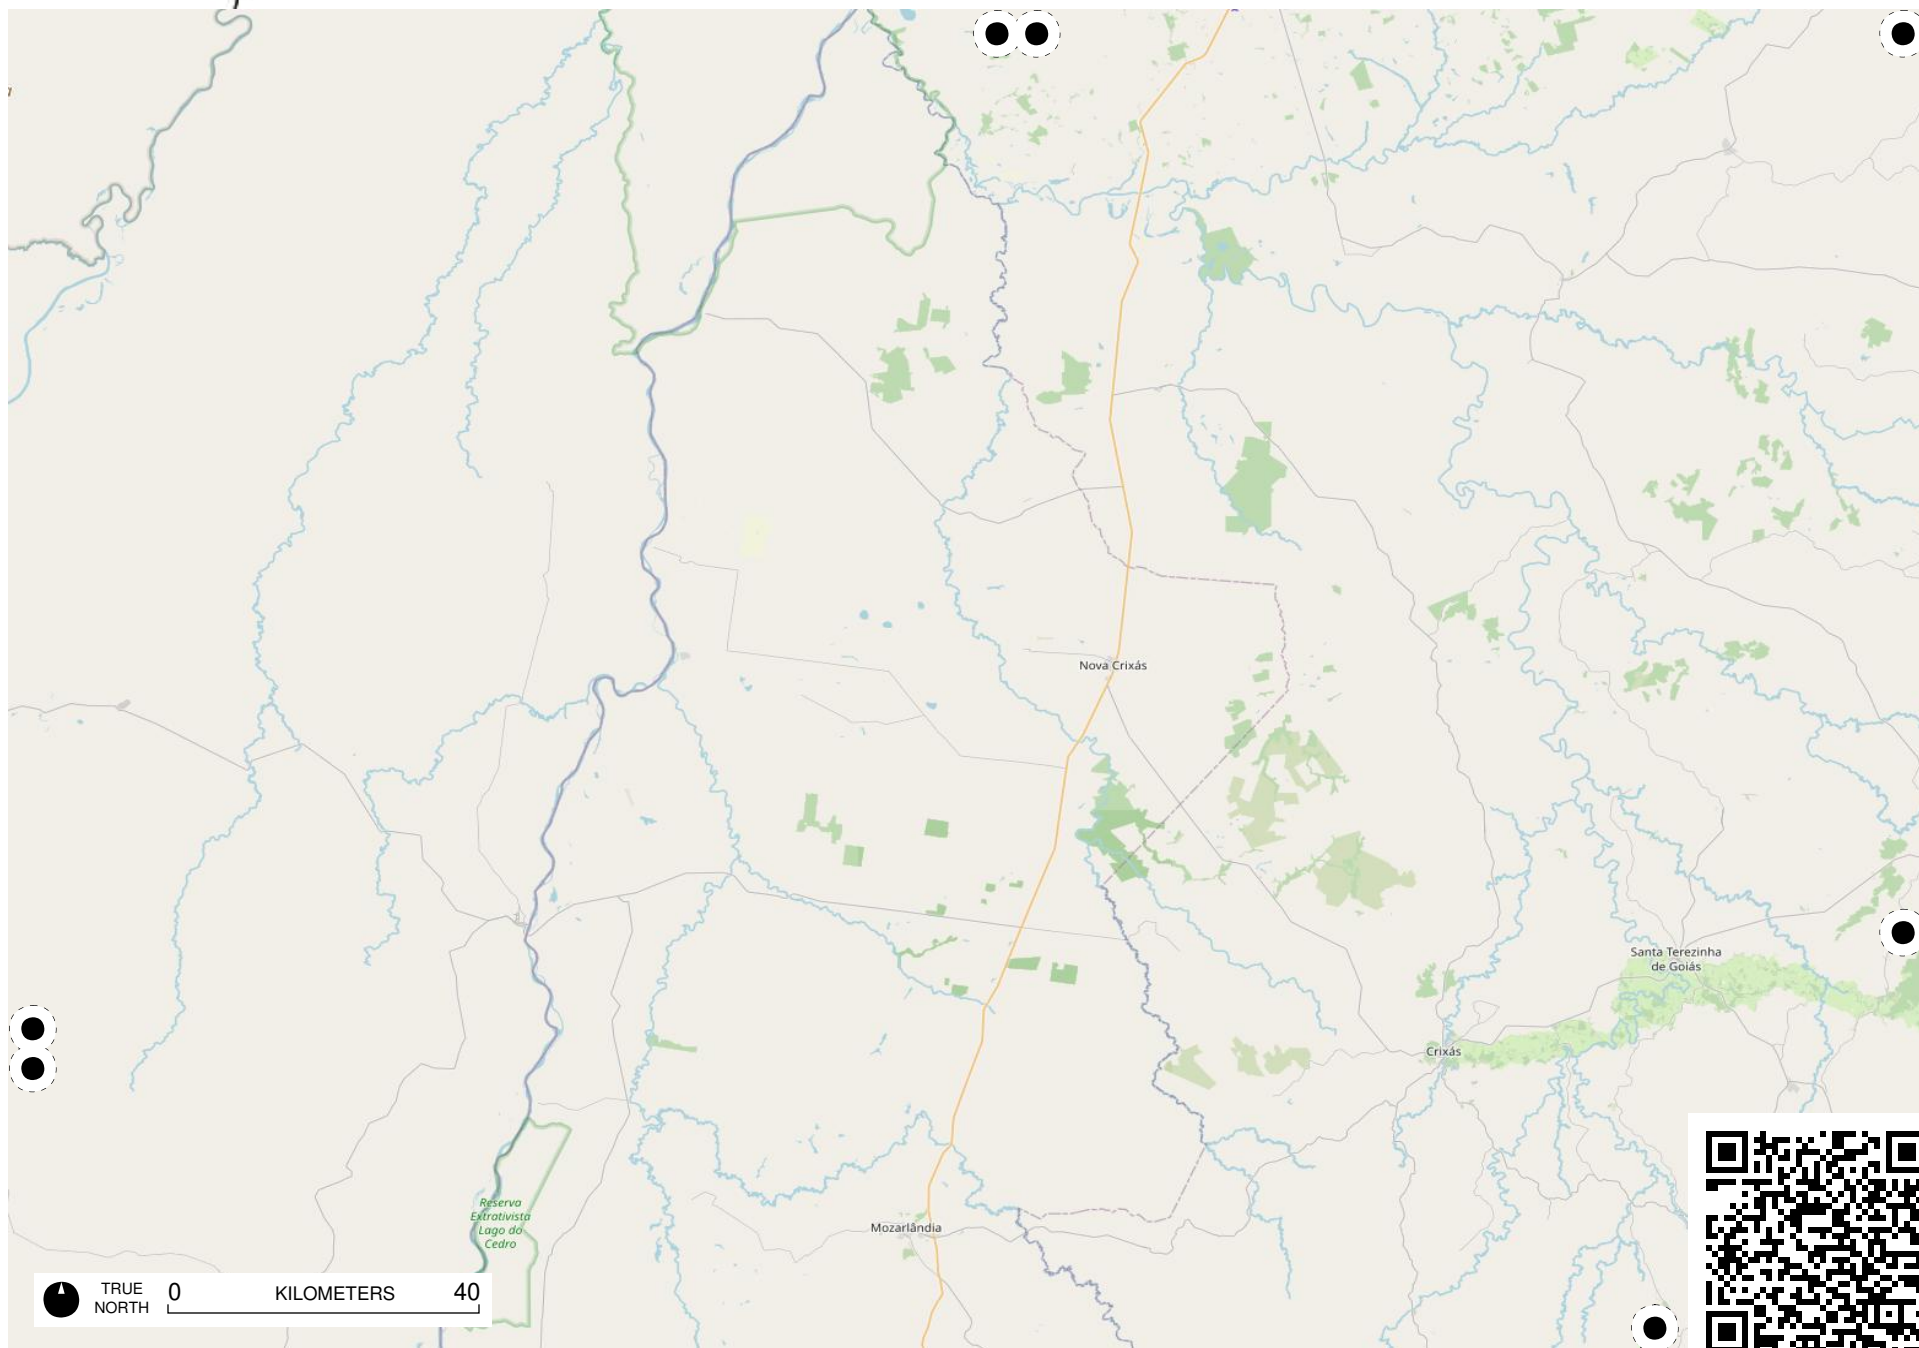 Nova Crixás
Santa Terezinha
de Goiás
Crixás
Reserva
Extrativista
Lago do
Cedro
Mozarlândia
TRUE
NORTH
0 KILOMETERS 40